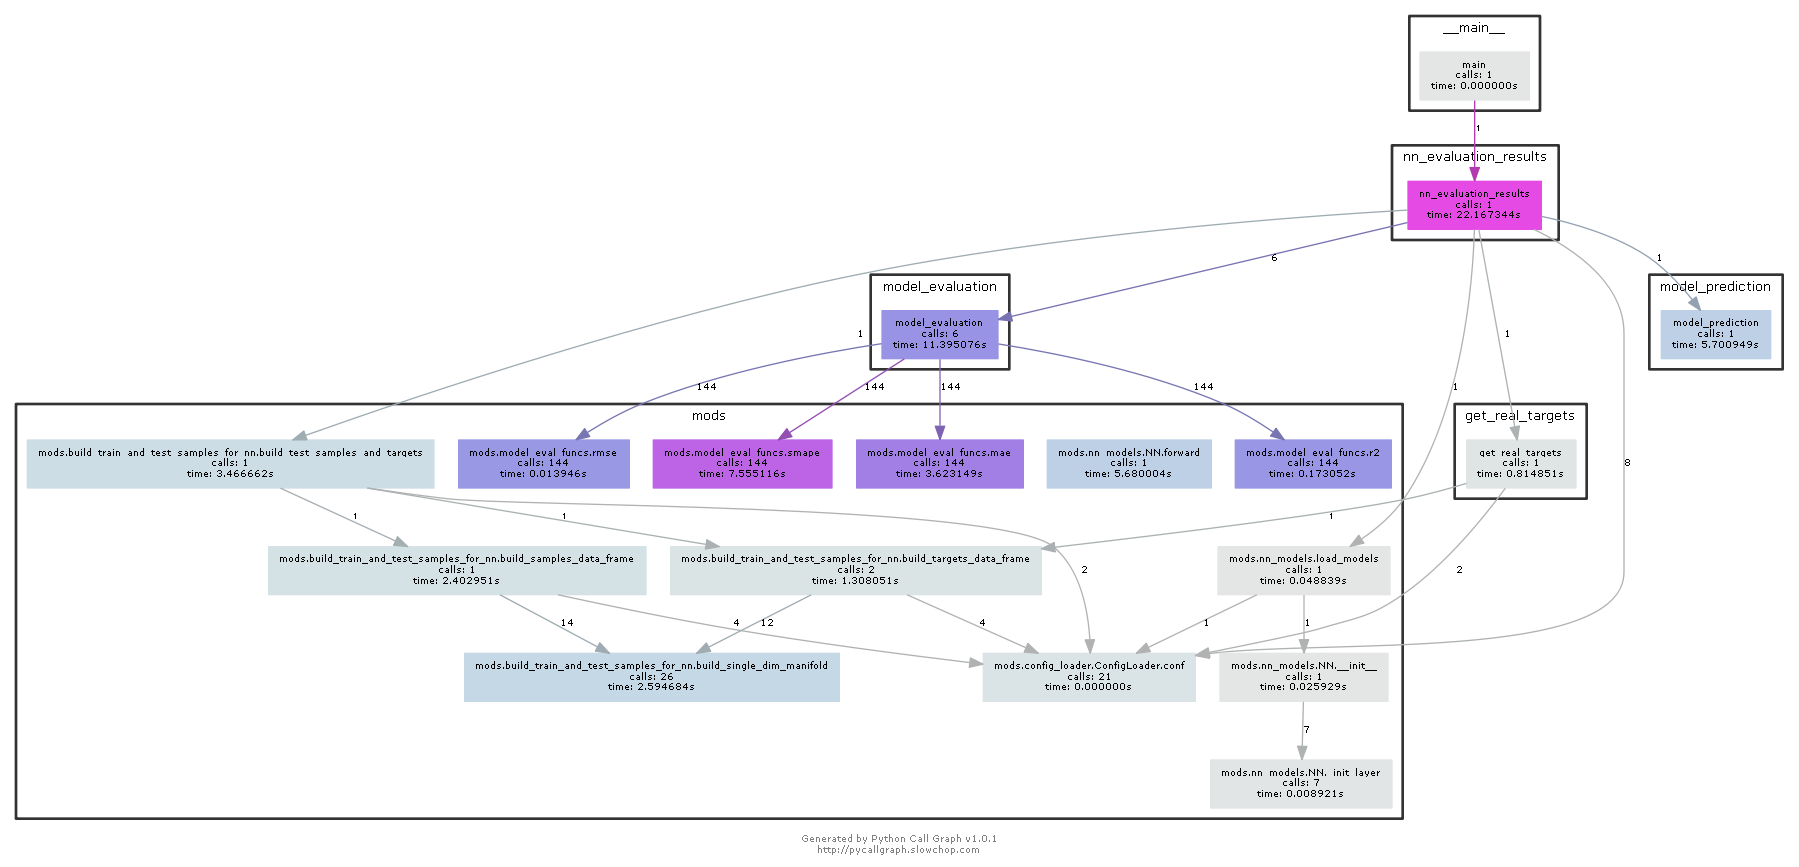 __main__
main
calls: 1
time: 0.000000s
1
nn_evaluation_results
nn_evaluation_results
calls: 1
time: 22.167344s
6
1
model_evaluation
model_evaluation
calls: 6
time: 11.395076s
model_prediction
model_prediction
calls: 1
time: 5.700949s
1
1
144
144
144
144
1
8
mods
get_real_targets
mods.build_train_and_test_samples_for_nn.build_test_samples_and_targets
calls: 1
time: 3.466662s
mods.model_eval_funcs.rmse
calls: 144
time: 0.013946s
mods.model_eval_funcs.smape
calls: 144
time: 7.555116s
mods.model_eval_funcs.mae
calls: 144
time: 3.623149s
mods.nn_models.NN.forward
calls: 1
time: 5.680004s
mods.model_eval_funcs.r2
calls: 144
time: 0.173052s
get_real_targets
calls: 1
time: 0.814851s
1
1
1
2
2
mods.build_train_and_test_samples_for_nn.build_samples_data_frame
calls: 1
time: 2.402951s
mods.build_train_and_test_samples_for_nn.build_targets_data_frame
calls: 2
time: 1.308051s
mods.nn_models.load_models
calls: 1
time: 0.048839s
14
4
12
4
1
1
mods.build_train_and_test_samples_for_nn.build_single_dim_manifold
calls: 26
time: 2.594684s
mods.config_loader.ConfigLoader.conf
calls: 21
time: 0.000000s
mods.nn_models.NN.__init__
calls: 1
time: 0.025929s
7
mods.nn_models.NN._init_layer
calls: 7
time: 0.008921s
Generated by Python Call Graph v1.0.1
http://pycallgraph.slowchop.com